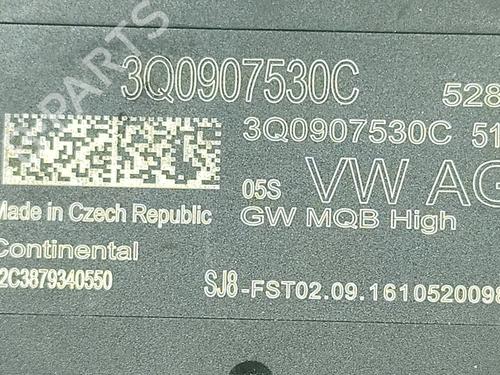 3Q0907530C 528
3Q0907530C 51
05S VW AG
Made in Czech Republic GW MQB High
Continental
2C3879340550 SJ8-FST02.09.1610520098
B PARTS